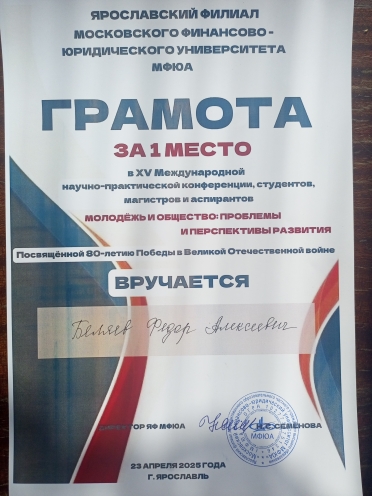 ЯРОСЛАВСКИЙ ФИЛИАЛ
МОСКОВСКОГО ФИНАНСОВО-
ЮРИДИЧЕСКОГО УНИВЕРСИТЕТА
МФЮА
ГРАМОТА
ЗА 1 МЕСТО
в XV Международной
научно-практической конференции, студентов,
магистров и аспирантов
МОЛОДЁЖЬ И ОБЩЕСТВО: ПРОБЛЕМЫ
И ПЕРСПЕКТИВЫ РАЗВИТИЯ
Посвящённой 80-летию Победы в Великой Отечественной войне
ВРУЧАЕТСЯ
Беляев Федор Алексеевич
ДИРЕКТОР ЯФ МФЮА СЕМЕНОВА
МФЮА
23 АПРЕЛЯ 2025 ГОДА
Г. ЯРОСЛАВЛЬ